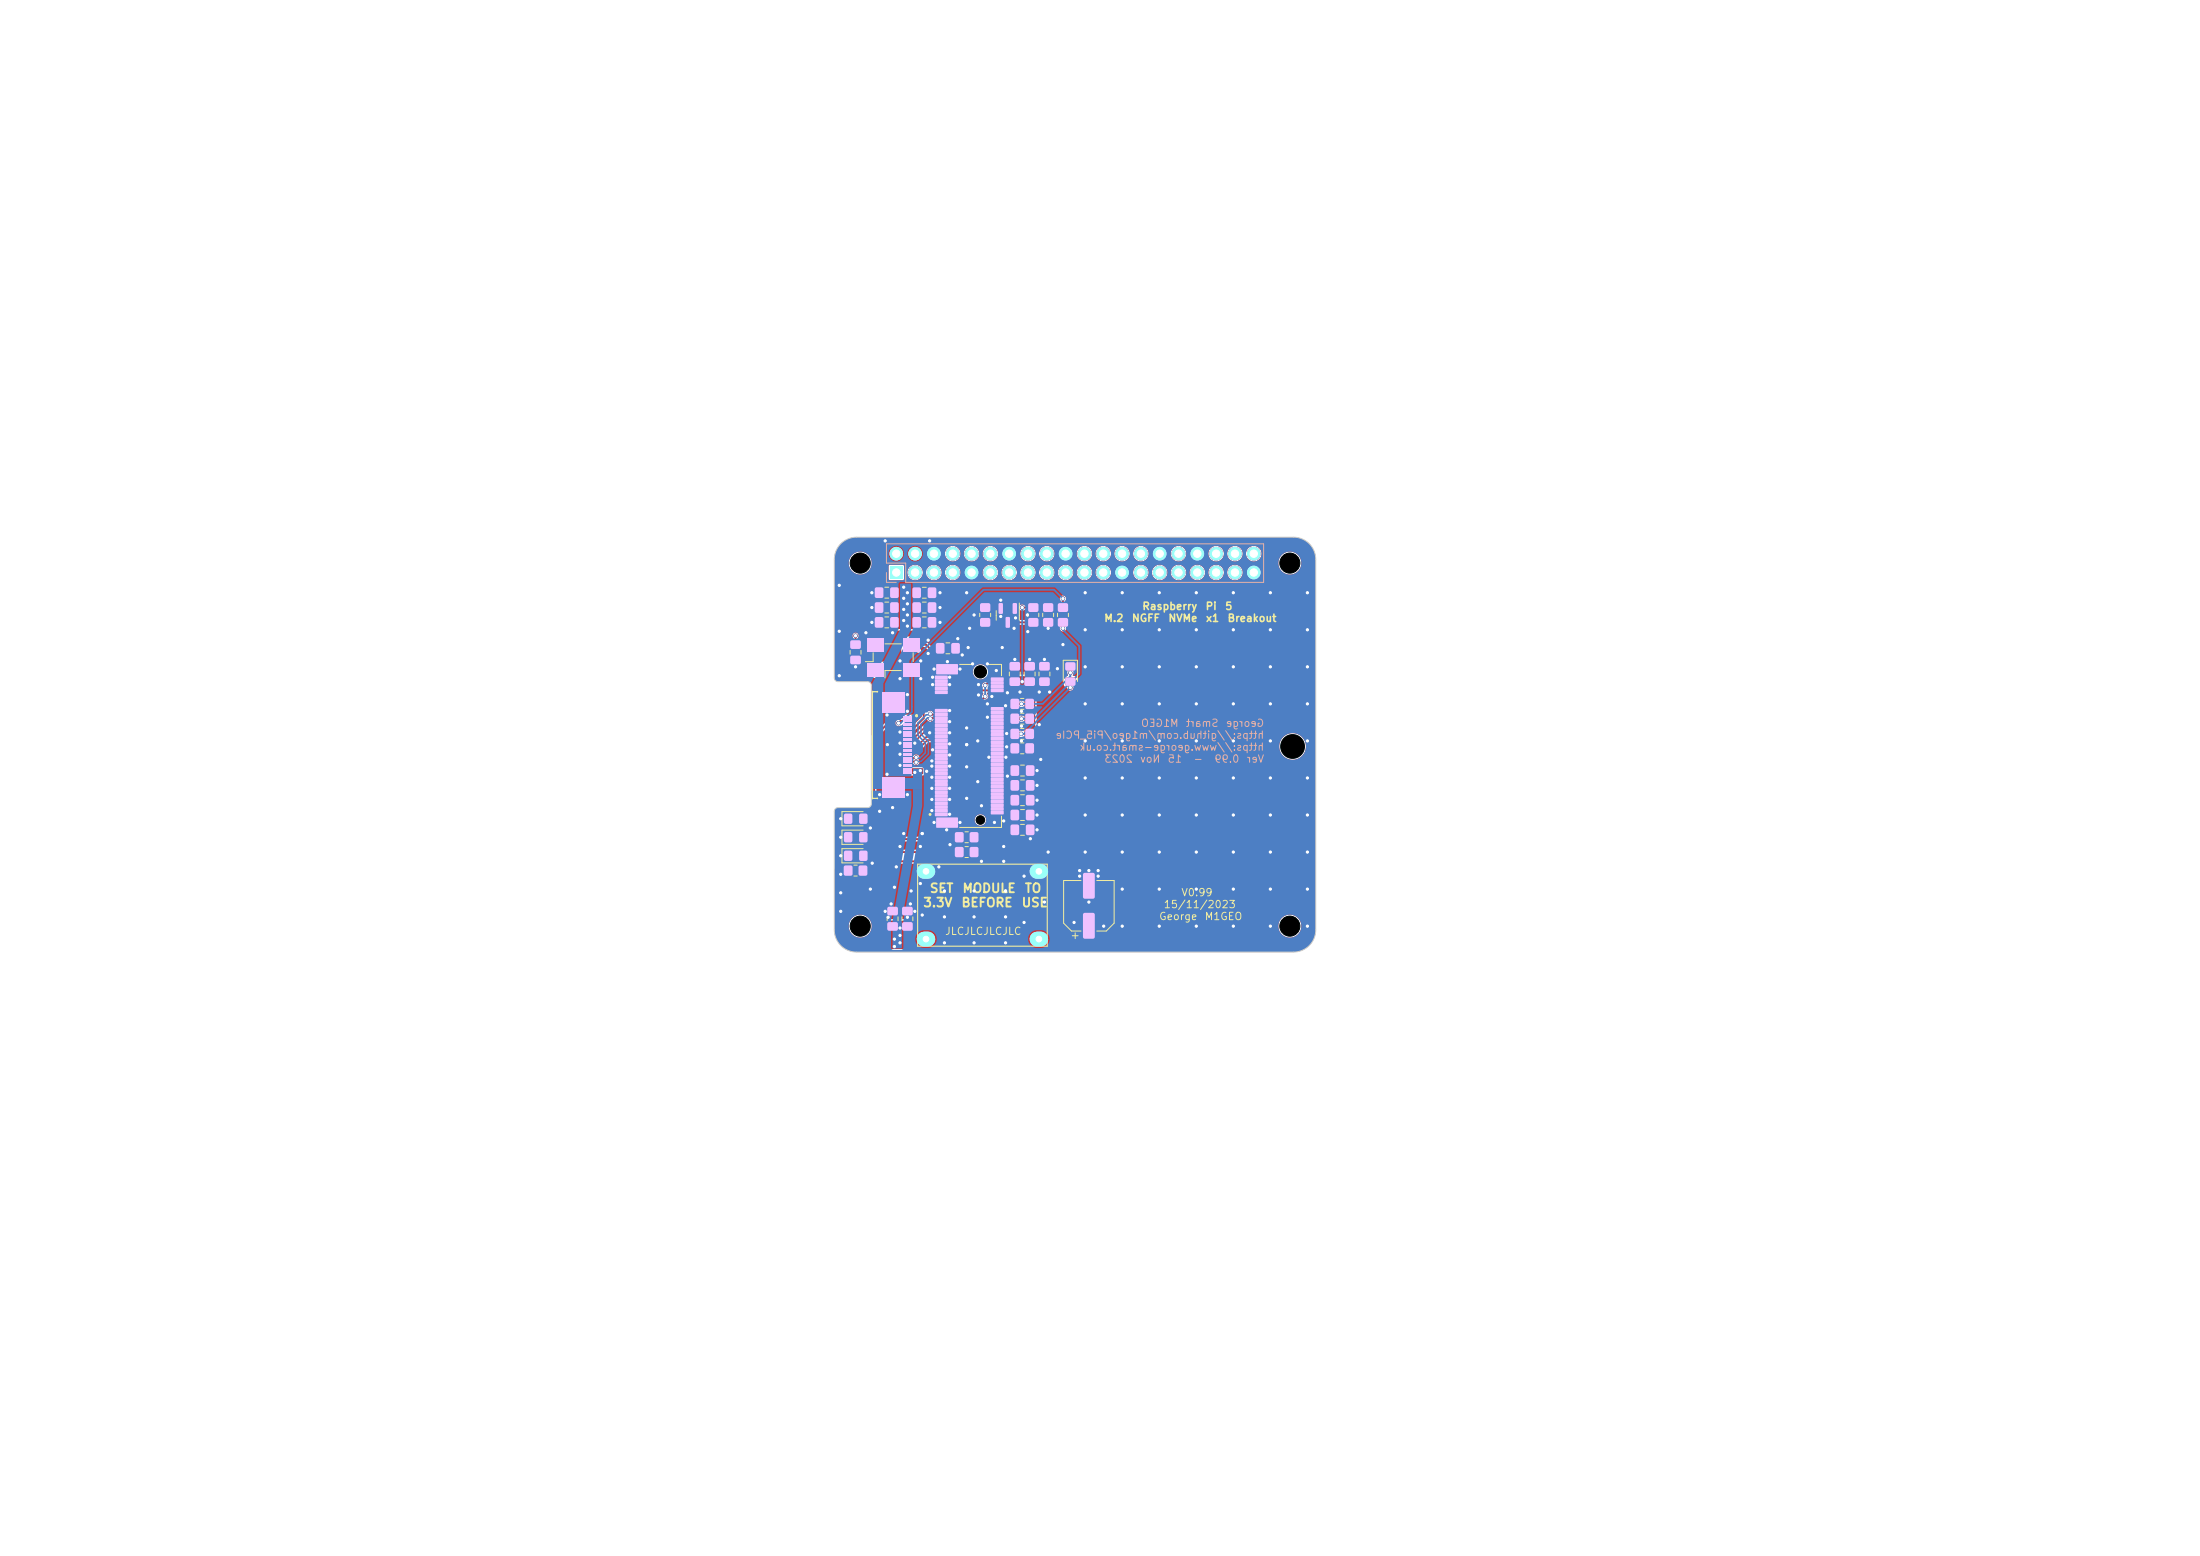 Raspberry Pi 5
M.2 NGFF NVMe x1 Breakout
George Smart M1GEO
https://github.com/m1geo/Pi5_PCIe
https://www.george-smart.co.uk
Ver 0.99 - 15 Nov 2023
SET MODULE TO
3.3V BEFORE USE
JLCJLCJLCJLC
+
V0.99
15/11/2023
George M1GEO